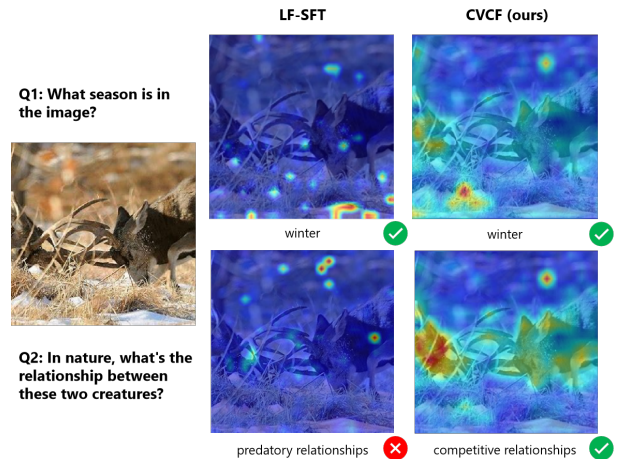 LF-SFT
CVCF (ours)
Q1: What season is in
the image?
winter
winter
Q2: In nature, what's the
relationship between
these two creatures?
predatory relationships
competitive relationships